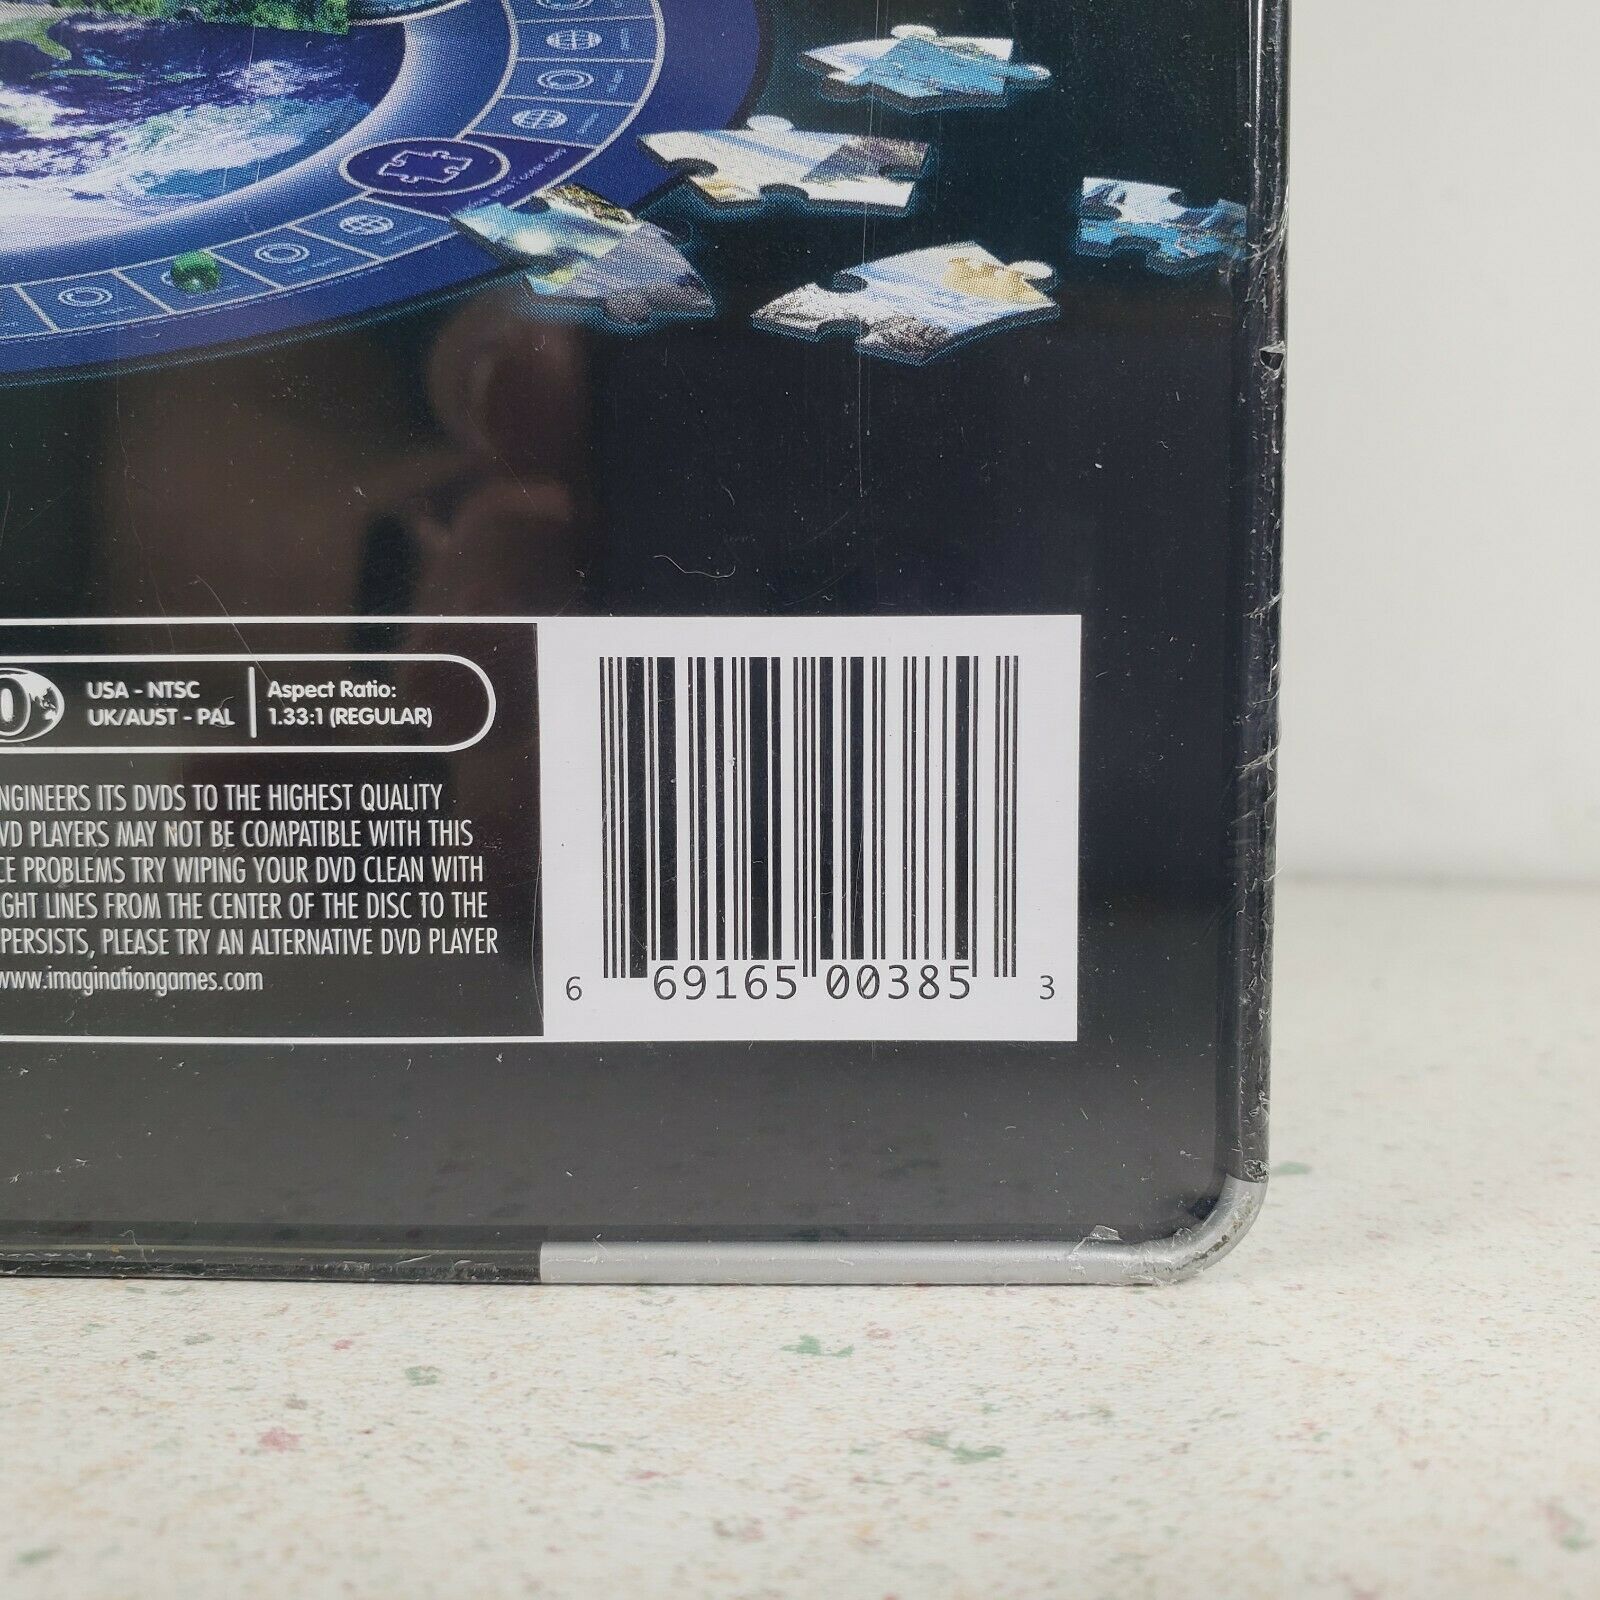 0
USA - NTSC
UK/AUST - PAL
Aspect Ratio:
1.33:1 (REGULAR)
NGINEERS ITS DVDS TO THE HIGHEST QUALITY
VD PLAYERS MAY NOT BE COMPATIBLE WITH THIS
CE PROBLEMS TRY WIPING YOUR DVD CLEAN WITH
GHT LINES FROM THE CENTER OF THE DISC TO THE
PERSISTS, PLEASE TRY AN ALTERNATIVE DVD PLAYER
www.imaginationgames.com
6 69165 00385 3